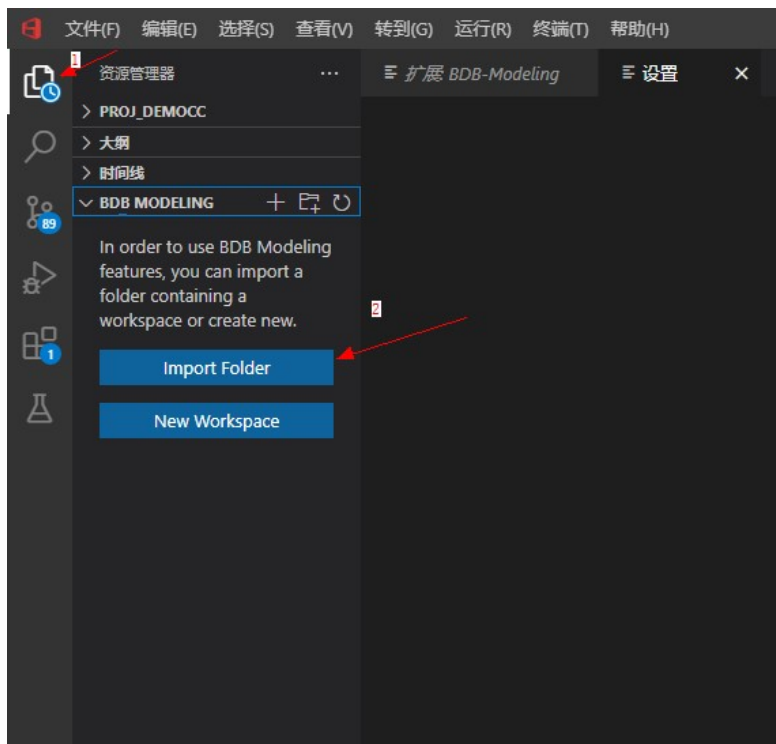 文件(F) 编辑(E) 选择(S) 查看(V) 转到(G) 运行(R) 终端(T) 帮助(H)
1
资源管理器 ···
扩展: BDB-Modeling
设置
PROJ_DEMOCC
大纲
时间线
BDB MODELING
89
In order to use BDB Modeling
features, you can import a
folder containing a
workspace or create new.
2
Import Folder
1
New Workspace